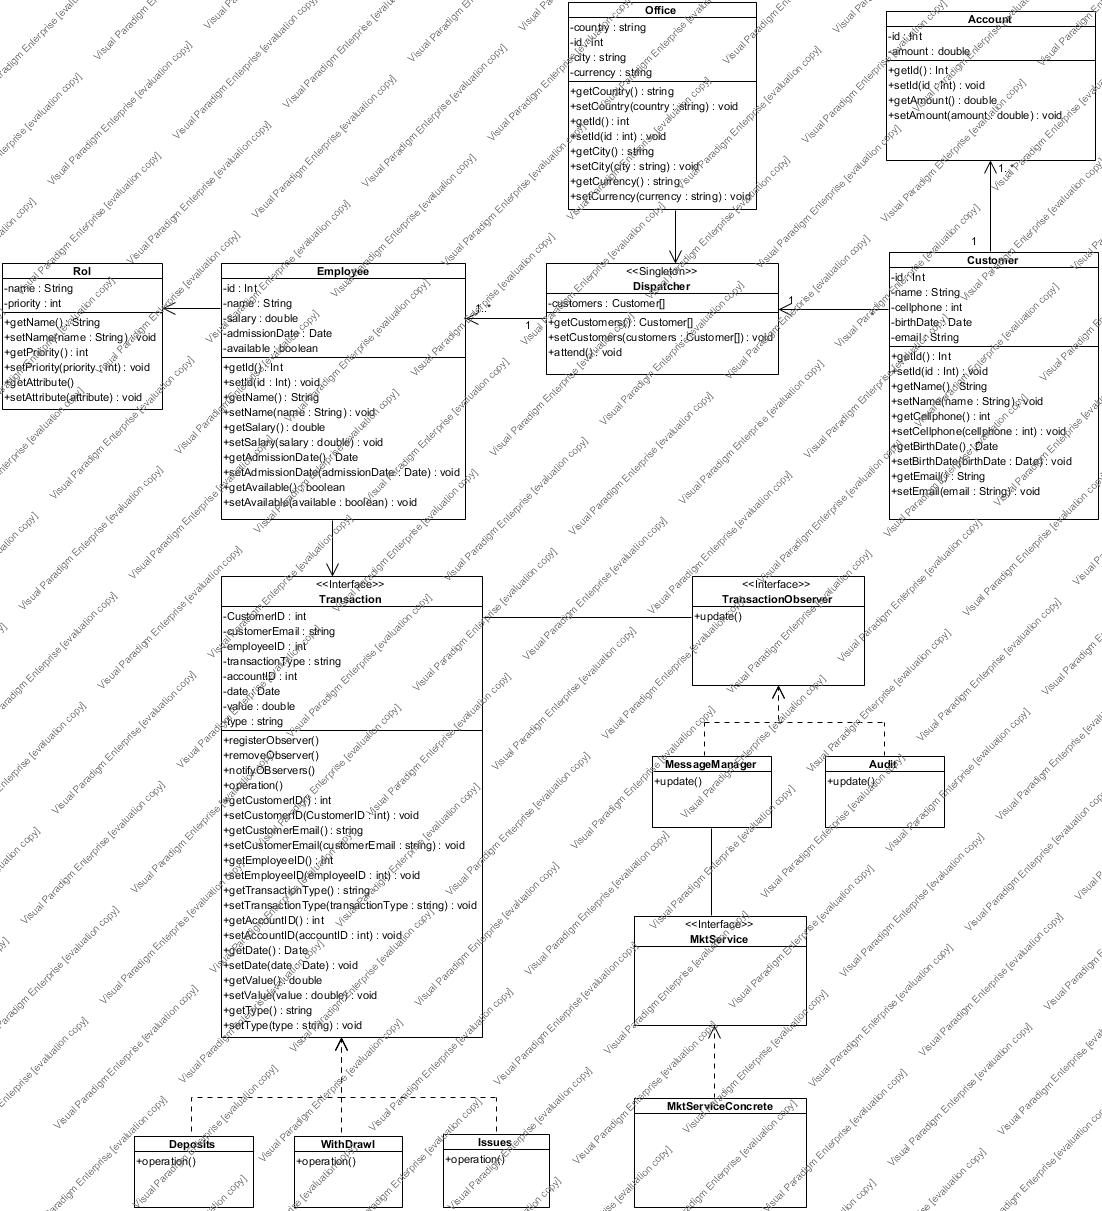 Office
-country : string
-id : int
-city : string
-currency : string
+getCountry() : string
+setCountry(country : string) : void
+getId() : int
+setId(id : int) : void
+getCity() : string
+setCity(city : string) : void
+getCurrency() : string
+setCurrency(currency : string) : void
Account
-id : Int
-amount : double
+getId() : Int
+setId(id : int) : void
+getAmount() : double
+setAmount(amount : double) : void
1..*
1
Rol
-name : String
-priority : int
+getName() : String
+setName(name : String) : void
+getPriority() : int
+setPriority(priority : int) : void
+getAttribute()
+setAttribute(attribute) : void
Employee
-id : Int
-name : String
-salary : double
-admissionDate : Date
-available : boolean
+getId() : Int
+setId(id : Int) : void
+getName() : String
+setName(name : String) : void
+getSalary() : double
+setSalary(salary : double) : void
+getAdmissionDate() : Date
+setAdmissionDate(admissionDate : Date) : void
+getAvailable() : boolean
+setAvailable(available : boolean) : void
1..*
1
<<Singleton>>
Dispatcher
-customers : Customer[]
+getCustomers() : Customer[]
+setCustomers(customers : Customer[]) : void
+attend() : void
1
Customer
-id : Int
-name : String
-cellphone : int
-birthDate : Date
-email : String
+getId() : Int
+setId(id : Int) : void
+getName() : String
+setName(name : String) : void
+getCellphone() : int
+setCellphone(cellphone : int) : void
+getBirthDate() : Date
+setBirthDate(birthDate : Date) : void
+getEmail() : String
+setEmail(email : String) : void
<<Interface>>
Transaction
-CustomerID : int
-customerEmail : string
-employeeID : int
-transactionType : string
-accountID : int
-date : Date
-value : double
-type : string
+registerObserver()
+removeObserver()
+notifyOBservers()
+operation()
+getCustomerID() : int
+setCustomerID(CustomerID : int) : void
+getCustomerEmail() : string
+setCustomerEmail(customerEmail : string) : void
+getEmployeeID() : int
+setEmployeeID(employeeID : int) : void
+getTransactionType() : string
+setTransactionType(transactionType : string) : void
+getAccountID() : int
+setAccountID(accountID : int) : void
+getDate() : Date
+setDate(date : Date) : void
+getValue() : double
+setValue(value : double) : void
+getType() : string
+setType(type : string) : void
<<Interface>>
TransactionObserver
+update()
MessageManager
+update()
Audit
+update()
<<Interface>>
MktService
MktServiceConcrete
Deposits
+operation()
WithDrawl
+operation()
Issues
+operation()
Visual Paradigm Enterprise [evaluation copy]